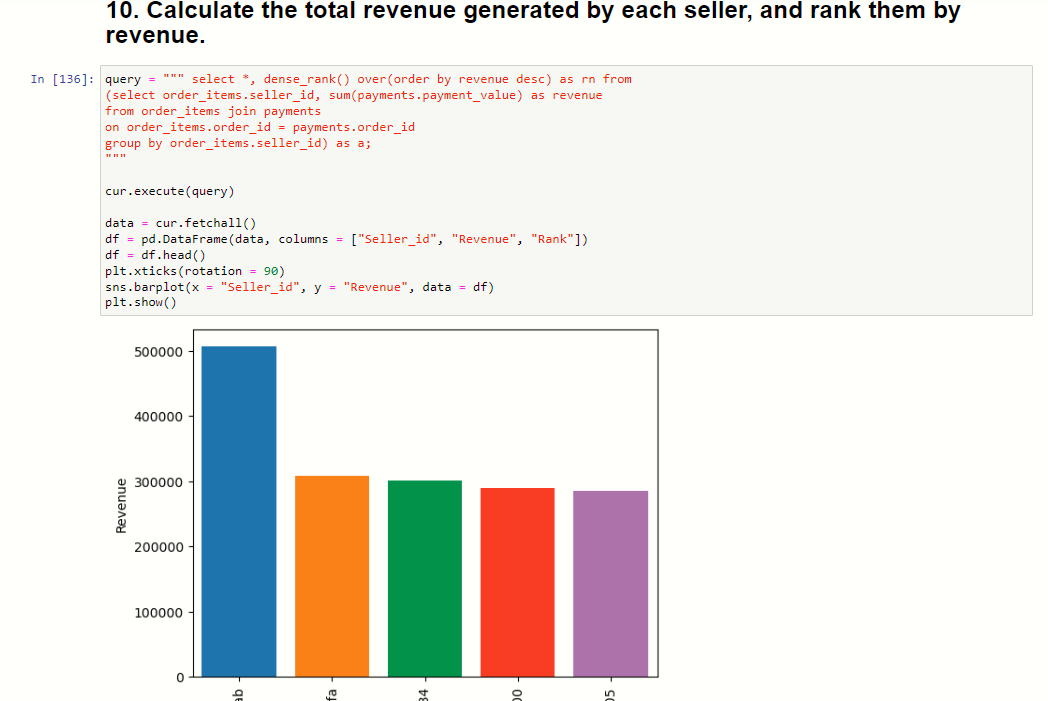 10. Calculate the total revenue generated by each seller, and rank them by
revenue.
In [136]:
query = """ select *, dense_rank() over(order by revenue desc) as rn from
(select order_items.seller_id, sum(payments.payment_value) as revenue
from order_items join payments
on order_items.order_id = payments.order_id
group by order_items.seller_id) as a;
"""
cur.execute(query)
data = cur.fetchall()
df = pd.DataFrame(data, columns = ["Seller_id", "Revenue", "Rank"])
df = df.head()
plt.xticks(rotation = 90)
sns.barplot(x = "Seller_id", y = "Revenue", data = df)
plt.show()
500000
400000
300000
200000
100000
0
Revenue
ab
fa
34
00
05